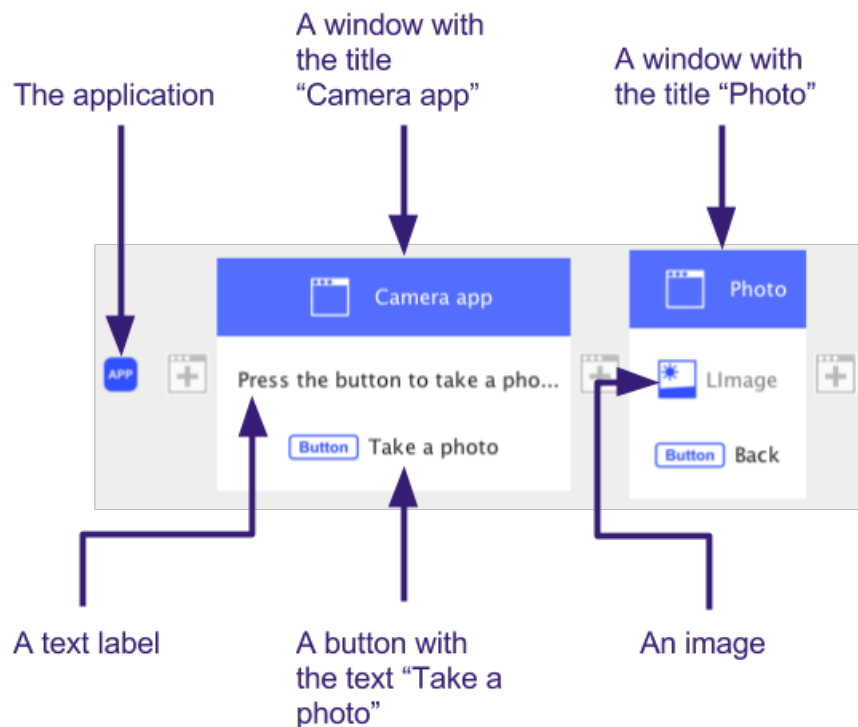 A window with
the title
“Camera app”
A window with
the title “Photo”
The application
Camera app
Photo
APP
Press the button to take a pho...
LImage
Button Take a photo
Button Back
A text label
A button with
the text “Take a
photo”
An image